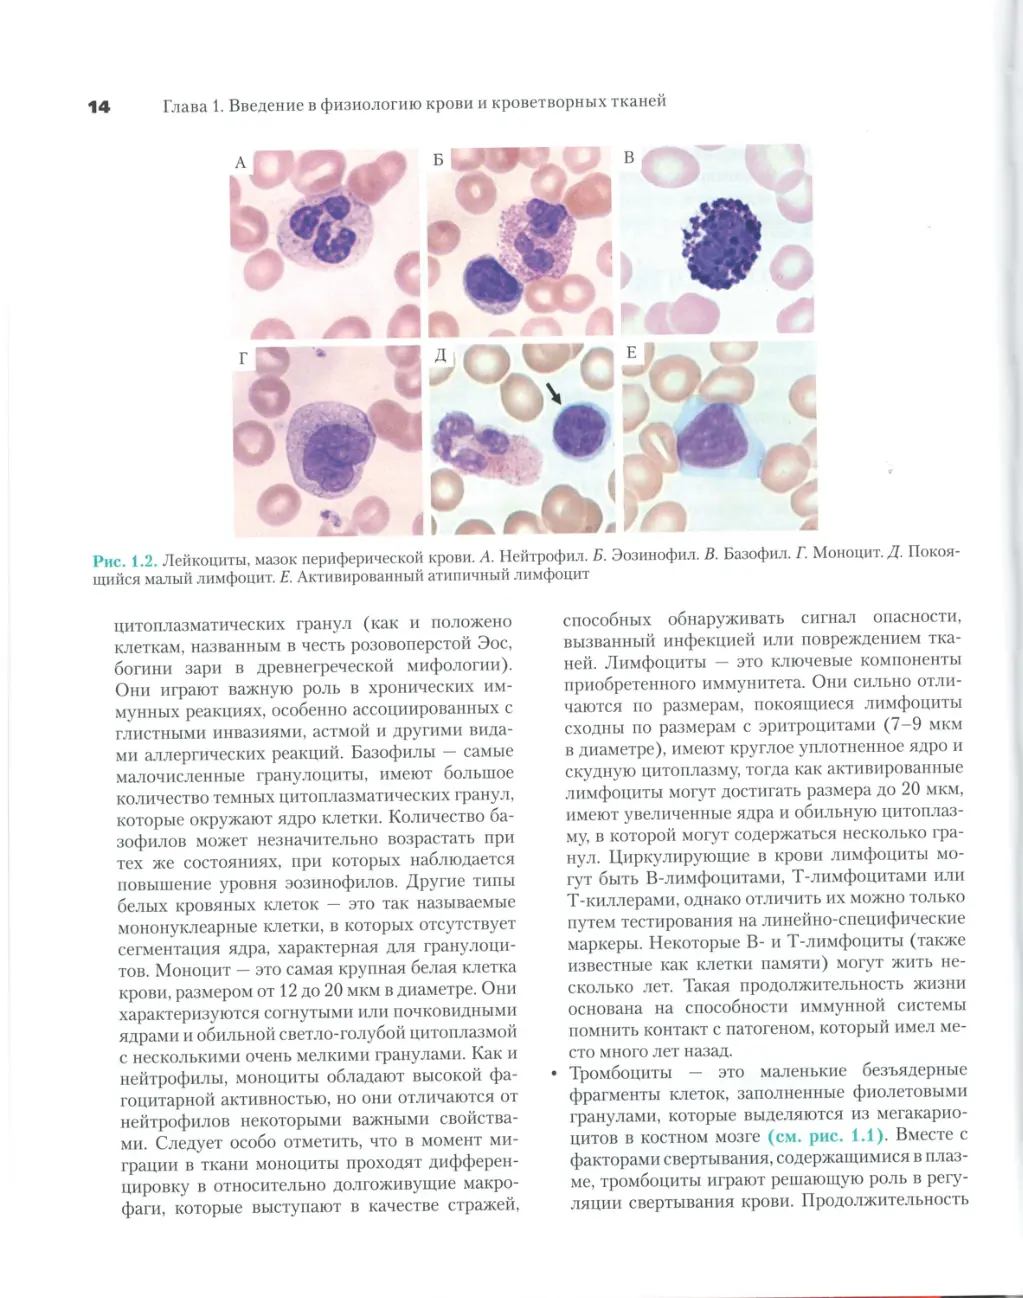 14 Глава 1. Введение в физиологию крови и кроветворных тканей
А Б В
Г Д Е
Рис. 1.2. Лейкоциты, мазок периферической крови. А. Нейтрофил. Б. Эозинофил. В. Базофил. Г. Моноцит. Д. Покоя-
щийся малый лимфоцит. Е. Активированный атипичный лимфоцит
цитоплазматических гранул (как и положено
клеткам, названным в честь розовоперстой Эос,
богини зари в древнегреческой мифологии).
Они играют важную роль в хронических им-
мунных реакциях, особенно ассоциированных с
глистными инвазиями, астмой и другими вида-
ми аллергических реакций. Базофилы — самые
малочисленные гранулоциты, имеют большое
количество темных цитоплазматических гранул,
которые окружают ядро клетки. Количество ба-
зофилов может незначительно возрастать при
тех же состояниях, при которых наблюдается
повышение уровня эозинофилов. Другие типы
белых кровяных клеток — это так называемые
мононуклеарные клетки, в которых отсутствует
сегментация ядра, характерная для гранулоци-
тов. Моноцит — это самая крупная белая клетка
крови, размером от 12 до 20 мкм в диаметре. Они
характеризуются согнутыми или почковидными
ядрами и обильной светло-голубой цитоплазмой
с несколькими очень мелкими гранулами. Как и
нейтрофилы, моноциты обладают высокой фа-
гоцитарной активностью, но они отличаются от
нейтрофилов некоторыми важными свойства-
ми. Следует особо отметить, что в момент ми-
грации в ткани моноциты проходят дифферен-
цировку в относительно долгоживущие макро-
фаги, которые выступают в качестве стражей,
способных обнаруживать сигнал опасности,
вызванный инфекцией или повреждением тка-
ней. Лимфоциты — это ключевые компоненты
приобретенного иммунитета. Они сильно отли-
чаются по размерам, покоящиеся лимфоциты
сходны по размерам с эритроцитами (7–9 мкм
в диаметре), имеют круглое уплотненное ядро и
скудную цитоплазму, тогда как активированные
лимфоциты могут достигать размера до 20 мкм,
имеют увеличенные ядра и обильную цитоплаз-
му, в которой могут содержаться несколько гра-
нул. Циркулирующие в крови лимфоциты мо-
гут быть В-лимфоцитами, Т-лимфоцитами или
Т-киллерами, однако отличить их можно только
путем тестирования на линейно-специфические
маркеры. Некоторые В- и Т-лимфоциты (также
известные как клетки памяти) могут жить не-
сколько лет. Такая продолжительность жизни
основана на способности иммунной системы
помнить контакт с патогеном, который имел ме-
сто много лет назад.
• Тромбоциты — это маленькие безъядерные
фрагменты клеток, заполненные фиолетовыми
гранулами, которые выделяются из мегакарио-
цитов в костном мозге (см. рис. 1.1). Вместе с
факторами свертывания, содержащимися в плаз-
ме, тромбоциты играют решающую роль в регу-
ляции свертывания крови. Продолжительность